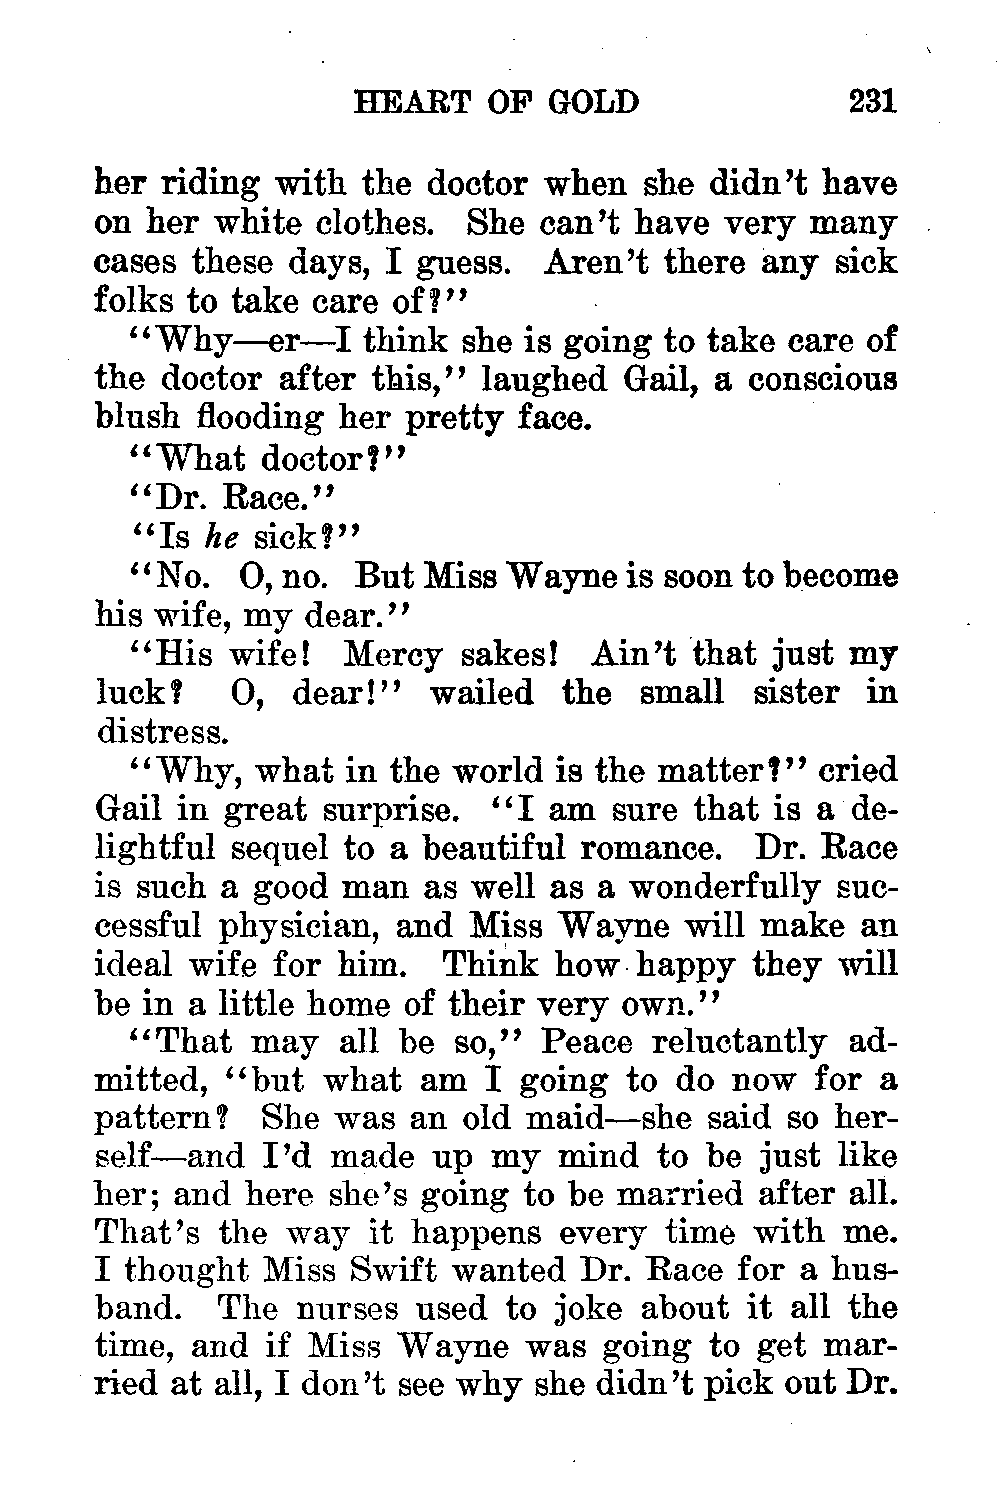 HEART OF GOLD 231
her riding with the doctor when she didn't have
on her white clothes. She can't have very many
cases these days, I guess. Aren't there any sick
folks to take care of?"
"Why—er—I think she is going to take care of
the doctor after this," laughed Gail, a conscious
blush flooding her pretty face.
"What doctor?"
"Dr. Race."
"Is he sick?"
"No. O, no. But Miss Wayne is soon to become
his wife, my dear."
"His wife! Mercy sakes! Ain't that just my
luck? O, dear!" wailed the small sister in
distress.
"Why, what in the world is the matter?" cried
Gail in great surprise. "I am sure that is a de-
lightful sequel to a beautiful romance. Dr. Race
is such a good man as well as a wonderfully suc-
cessful physician, and Miss Wayne will make an
ideal wife for him. Think how happy they will
be in a little home of their very own."
"That may all be so," Peace reluctantly ad-
mitted, "but what am I going to do now for a
pattern? She was an old maid—she said so her-
self—and I'd made up my mind to be just like
her; and here she's going to be married after all.
That's the way it happens every time with me.
I thought Miss Swift wanted Dr. Race for a hus-
band. The nurses used to joke about it all the
time, and if Miss Wayne was going to get mar-
ried at all, I don't see why she didn't pick out Dr.